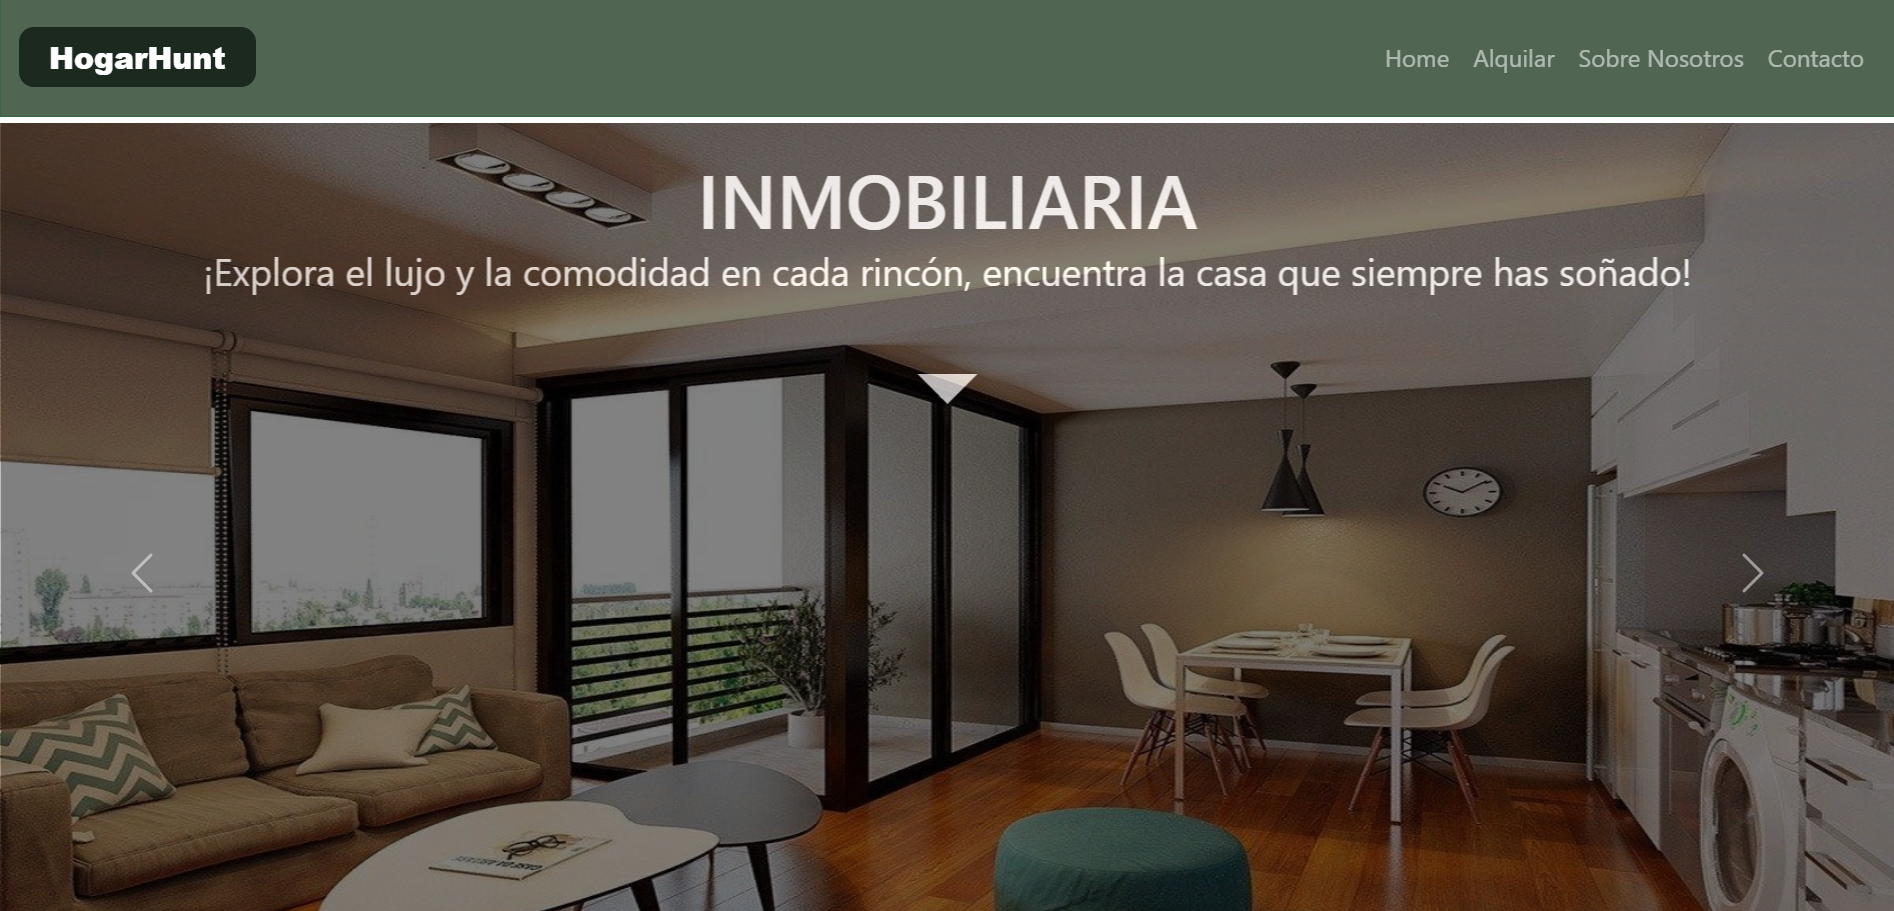 HogarHunt
Home Alquilar Sobre Nosotros Contacto
INMOBILIARIA
¡Explora el lujo y la comodidad en cada rincón, encuentra la casa que siempre has soñado!